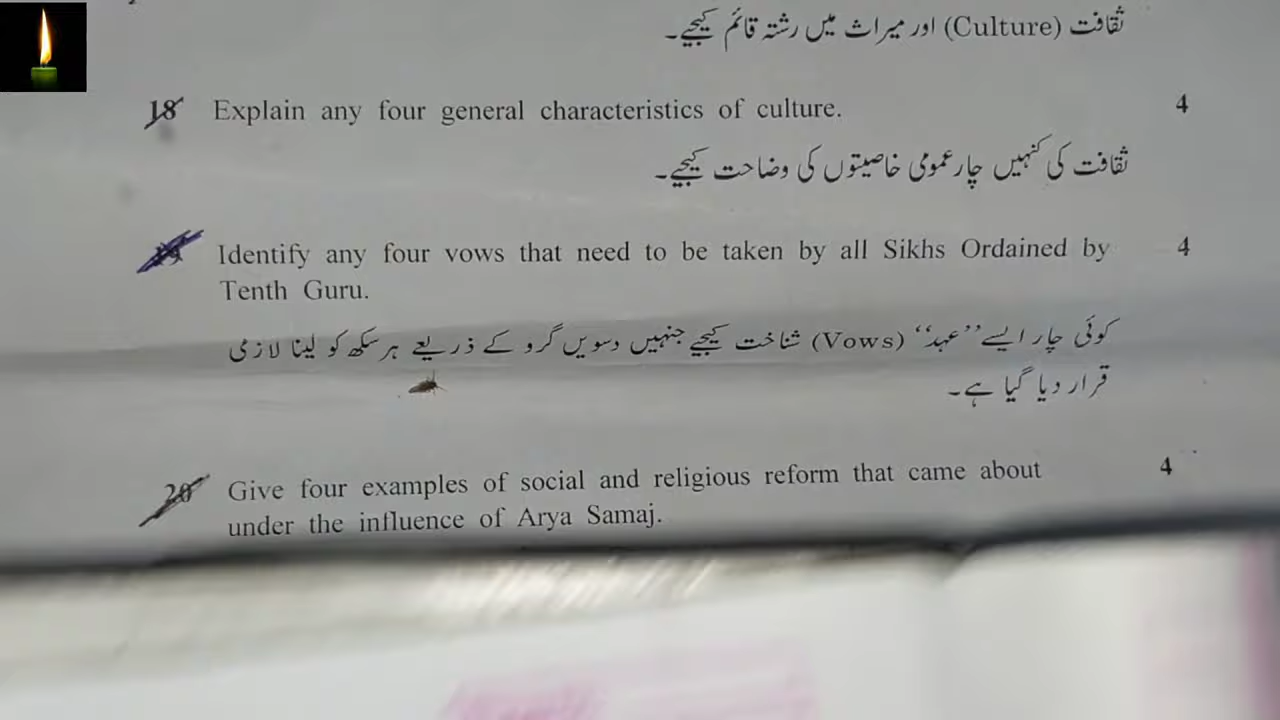 ثقافت (Culture) اور میراث میں رشتہ قائم کیجیے۔
18 Explain any four general characteristics of culture. 4
ثقافت کی کنہیں چار عمومی خاصیتوں کی وضاحت کیجیے۔
Identify any four vows that need to be taken by all Sikhs Ordained by 4
Tenth Guru.
کوئی چار ایسے ’’عہد‘‘ (Vows) شناخت کیجیے جنہیں دسویں گرو کے ذریعے ہر سکھ کو لینا لازمی
قرار دیا گیا ہے۔
20 Give four examples of social and religious reform that came about 4
under the influence of Arya Samaj.